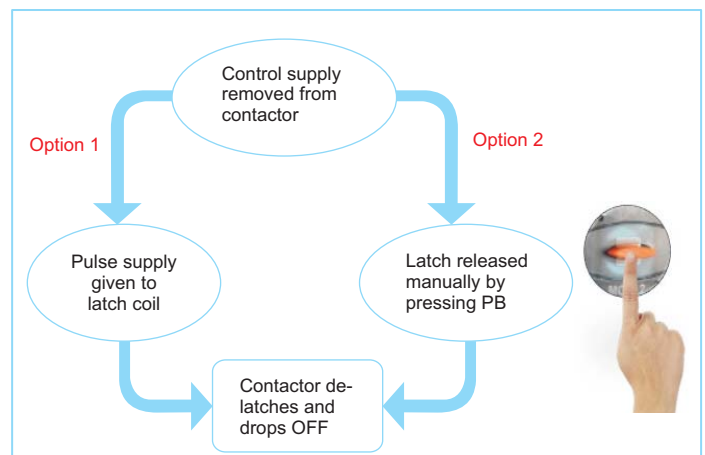 Control supply
removed from
contactor
Option 1
Option 2
Pulse supply
given to
latch coil
Latch released
manually by
pressing PB
Contactor de-
latches and
drops OFF